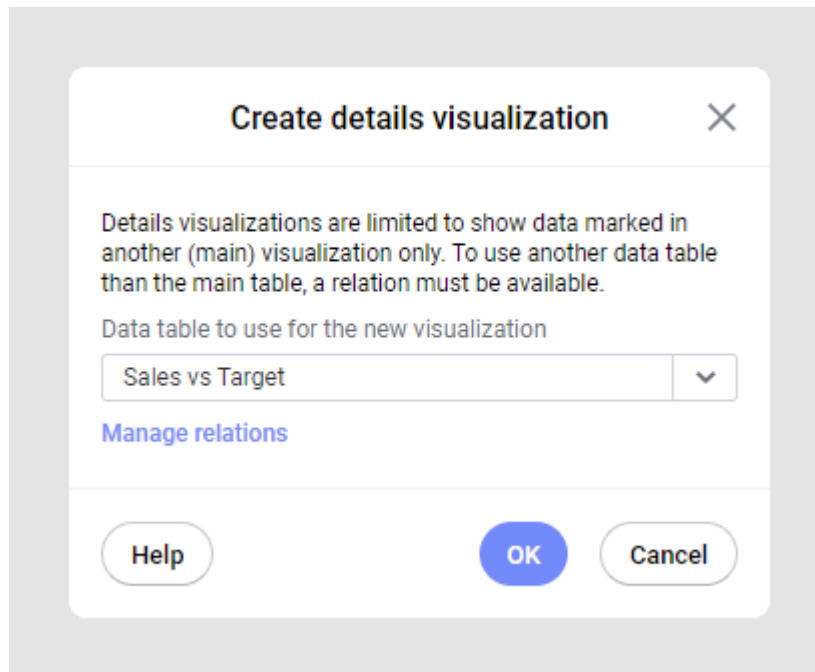 Create details visualization
Details visualizations are limited to show data marked in
another (main) visualization only. To use another data table
than the main table, a relation must be available.
Data table to use for the new visualization
Sales vs Target
Manage relations
Help
OK
Cancel